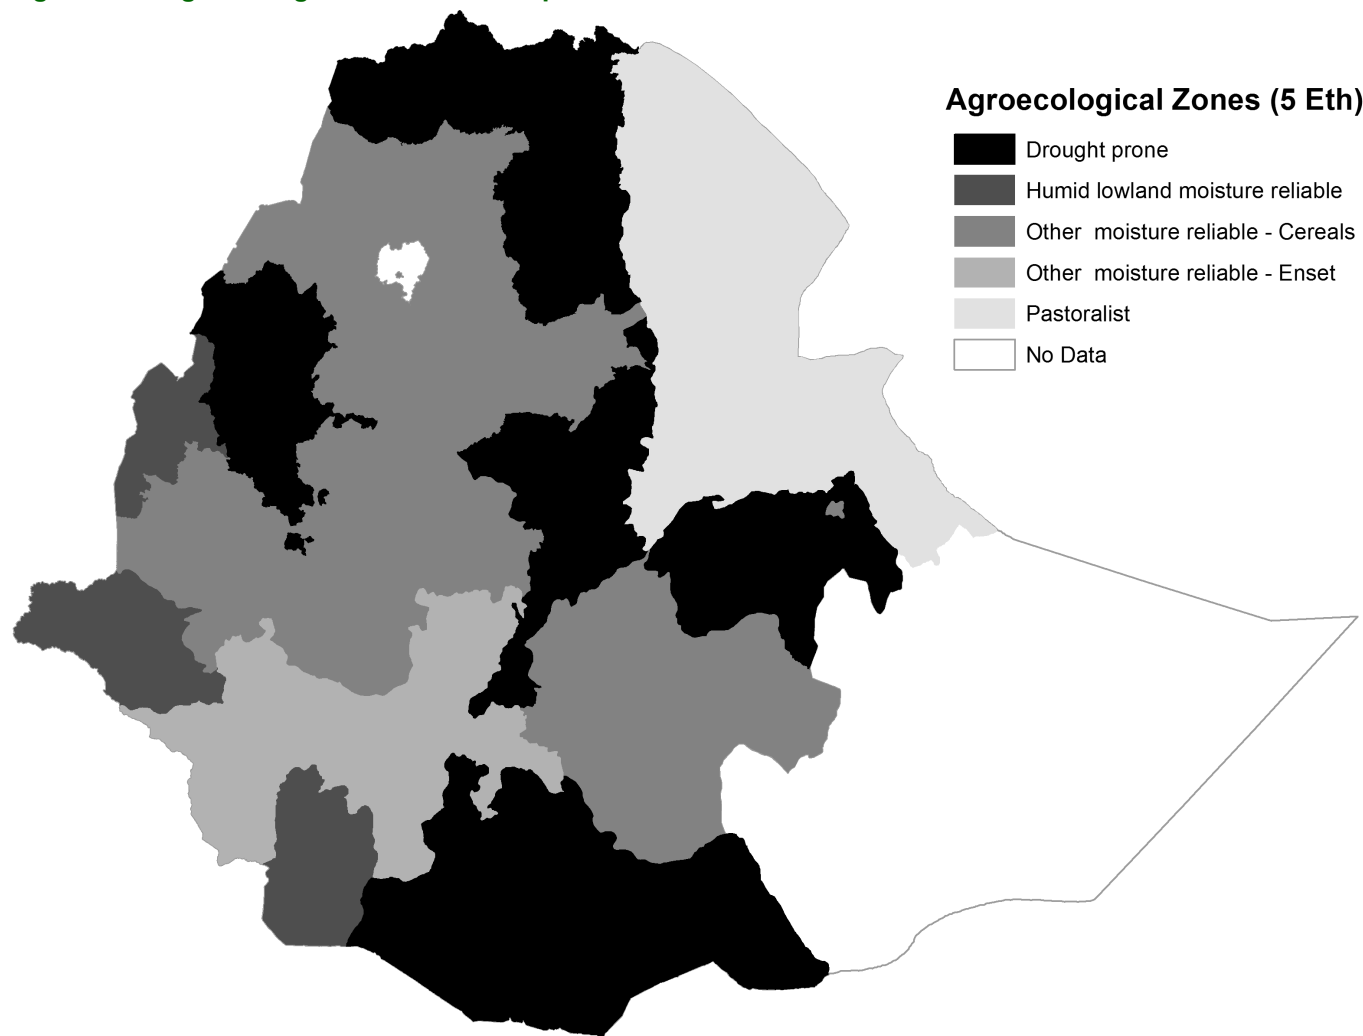 Agroecological Zones (5 Eth)
Drought prone
Humid lowland moisture reliable
Other moisture reliable - Cereals
Other moisture reliable - Enset
Pastoralist
No Data